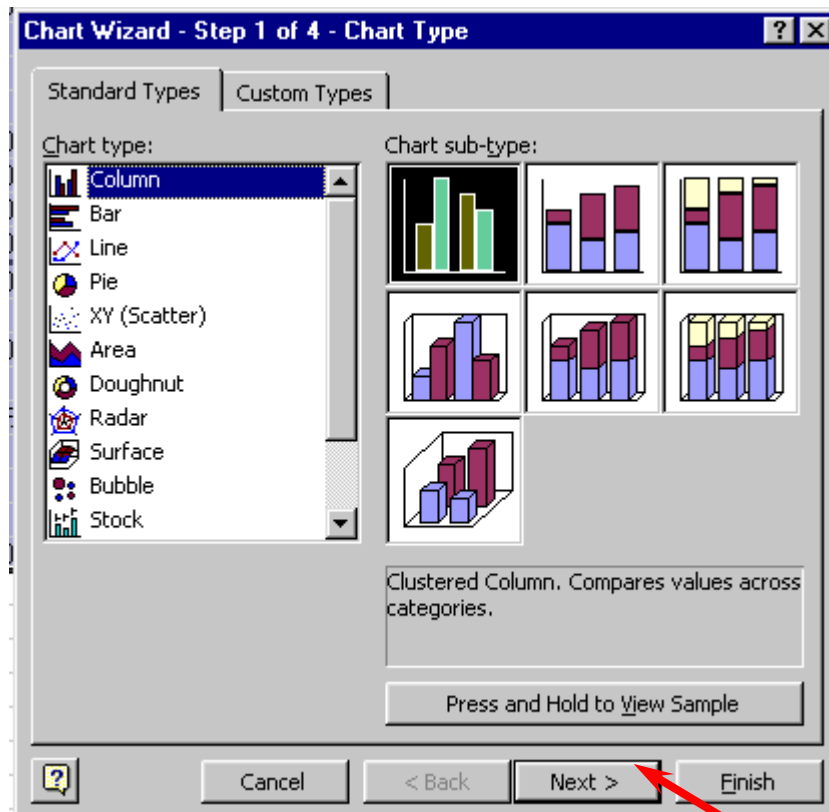 Chart Wizard - Step 1 of 4 - Chart Type
Standard Types
Custom Types
Chart type:
Chart sub-type:
Column
Bar
Line
Pie
XY (Scatter)
Area
Doughnut
Radar
Surface
Bubble
Stock
Clustered Column. Compares values across
categories.
Press and Hold to View Sample
Cancel
< Back
Next >
Finish